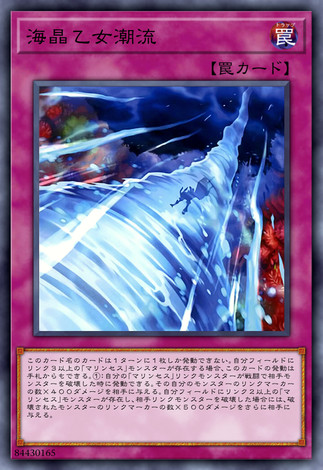 海晶乙女潮流
罠
トラップ
【罠カード】
このカード名のカードは１ターンに１枚しか発動できない。自分フィールドに
リンク３以上の「マリンセス」モンスターが存在する場合、このカードの発動は
手札からもできる。①：自分の「マリンセス」リンクモンスターが戦闘で相手モ
ンスターを破壊した時に発動できる。その自分のモンスターのリンクマーカー
の数×４００ダメージを相手に与える。自分フィールドにリンク２以上の「マ
リンセス」モンスターが存在し、相手リンクモンスターを破壊した場合には、破
壊されたモンスターのリンクマーカーの数×５００ダメージをさらに相手に
与える。
84430165